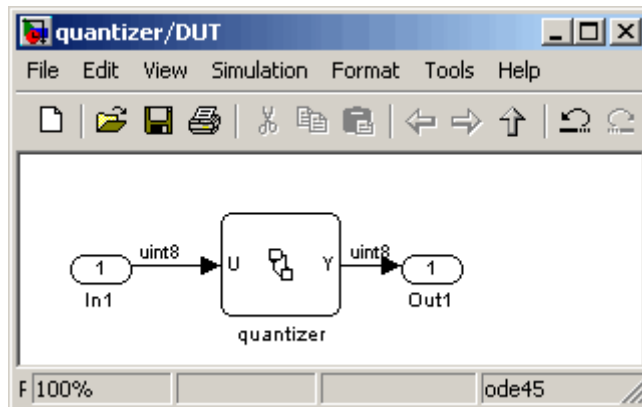 quantizer/DUT
File Edit View Simulation Format Tools Help
uint8 uint8
1 U Y 1
In1 Out1
quantizer
F 100% ode45